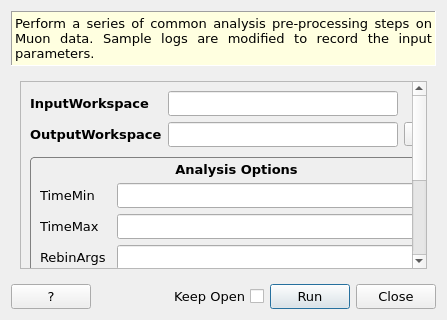 Perform a series of common analysis pre-processing steps on
Muon data. Sample logs are modified to record the input
parameters.
InputWorkspace
OutputWorkspace
Analysis Options
TimeMin
TimeMax
RebinArgs
?
Keep Open
Run
Close